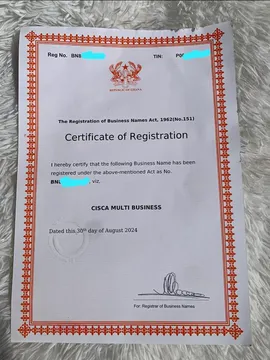 Reg No. BN8
TIN: P0
REPUBLIC OF GHANA
The Registration of Business Names Act, 1962(No.151)
Certificate of Registration
I hereby certify that the following Business Name has been
registered under the above-mentioned Act as No.
BN, viz.
CISCA MULTI BUSINESS
Dated this 30th day of August 2024
For: Registrar of Business Names